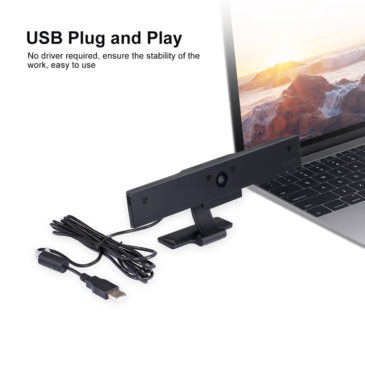 USB Plug and Play
No driver required, ensure the stability of the
work, easy to use